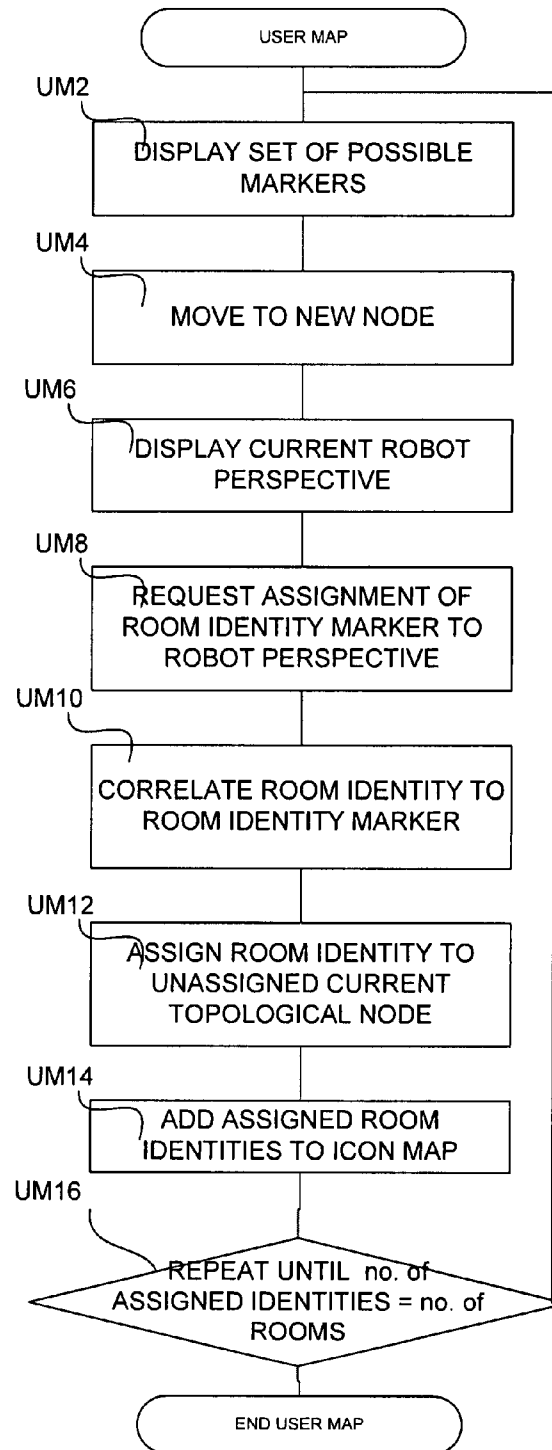 USER MAP
UM2
DISPLAY SET OF POSSIBLE
MARKERS
UM4
MOVE TO NEW NODE
UM6
DISPLAY CURRENT ROBOT
PERSPECTIVE
UM8
REQUEST ASSIGNMENT OF
ROOM IDENTITY MARKER TO
ROBOT PERSPECTIVE
UM10
CORRELATE ROOM IDENTITY TO
ROOM IDENTITY MARKER
UM12
ASSIGN ROOM IDENTITY TO
UNASSIGNED CURRENT
TOPOLOGICAL NODE
UM14
ADD ASSIGNED ROOM
IDENTITIES TO ICON MAP
UM16
REPEAT UNTIL no. of
ASSIGNED IDENTITIES = no. of
ROOMS
END USER MAP